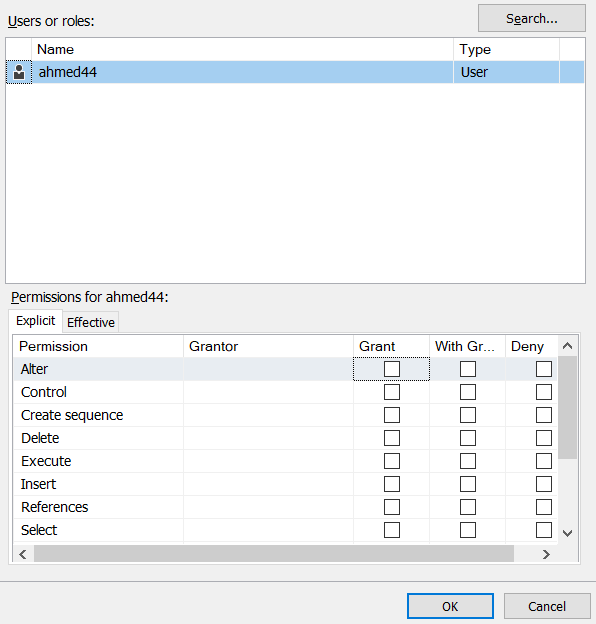 Users or roles:
Search...
Name Type
ahmed44 User
Permissions for ahmed44:
Explicit Effective
Permission Grantor Grant With Gr... Deny
Alter
Control
Create sequence
Delete
Execute
Insert
References
Select
OK Cancel